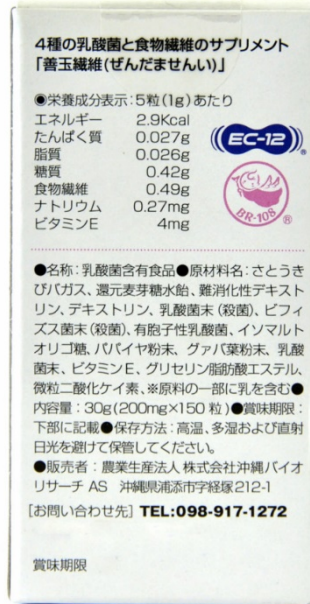 4種の乳酸菌と食物繊維のサプリメント
「善玉繊維(ぜんだませんい)」
◉栄養成分表示:5粒(1g)あたり
エネルギー 2.9Kcal
たんぱく質 0.027g
脂質 0.026g
糖質 0.42g
食物繊維 0.49g
ナトリウム 0.27mg
ビタミンE 4mg
EC-12®
BR-108®
●名称:乳酸菌含有食品●原材料名:さとうき
びバガス、還元麦芽糖水飴、難消化性デキスト
リン、デキストリン、乳酸菌末(殺菌)、ビフィ
ズス菌末(殺菌)、有胞子性乳酸菌、イソマルト
オリゴ糖、パパイヤ粉末、グァバ葉粉末、乳酸
菌末、ビタミンE、グリセリン脂肪酸エステル、
微粒二酸化ケイ素、※原料の一部に乳を含む●
内容量:30g(200mg×150粒)●賞味期限:
下部に記載●保存方法:高温、多湿および直射
日光を避けて保管してください。
●販売者:農業生産法人 株式会社沖縄バイオ
リサーチ AS 沖縄県浦添市字経塚212-1
[お問い合わせ先] TEL:098-917-1272
賞味期限